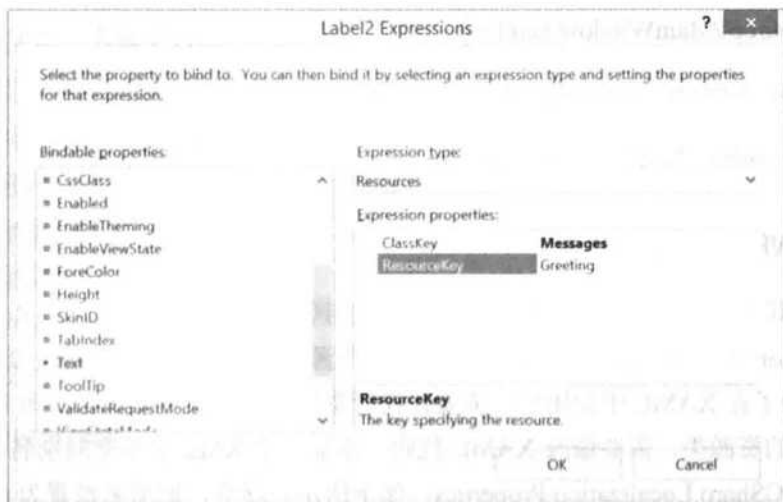 Label2 Expressions
?
Select the property to bind to. You can then bind it by selecting an expression type and setting the properties
for that expression.
Bindable properties:
CssClass
Enabled
EnableTheming
EnableViewState
ForeColor
Height
SkinID
TabIndex
Text
ToolTip
ValidateRequestMode
Expression type:
Resources
Expression properties:
ClassKey Messages
ResourceKey Greeting
ResourceKey
The key specifying the resource.
OK Cancel